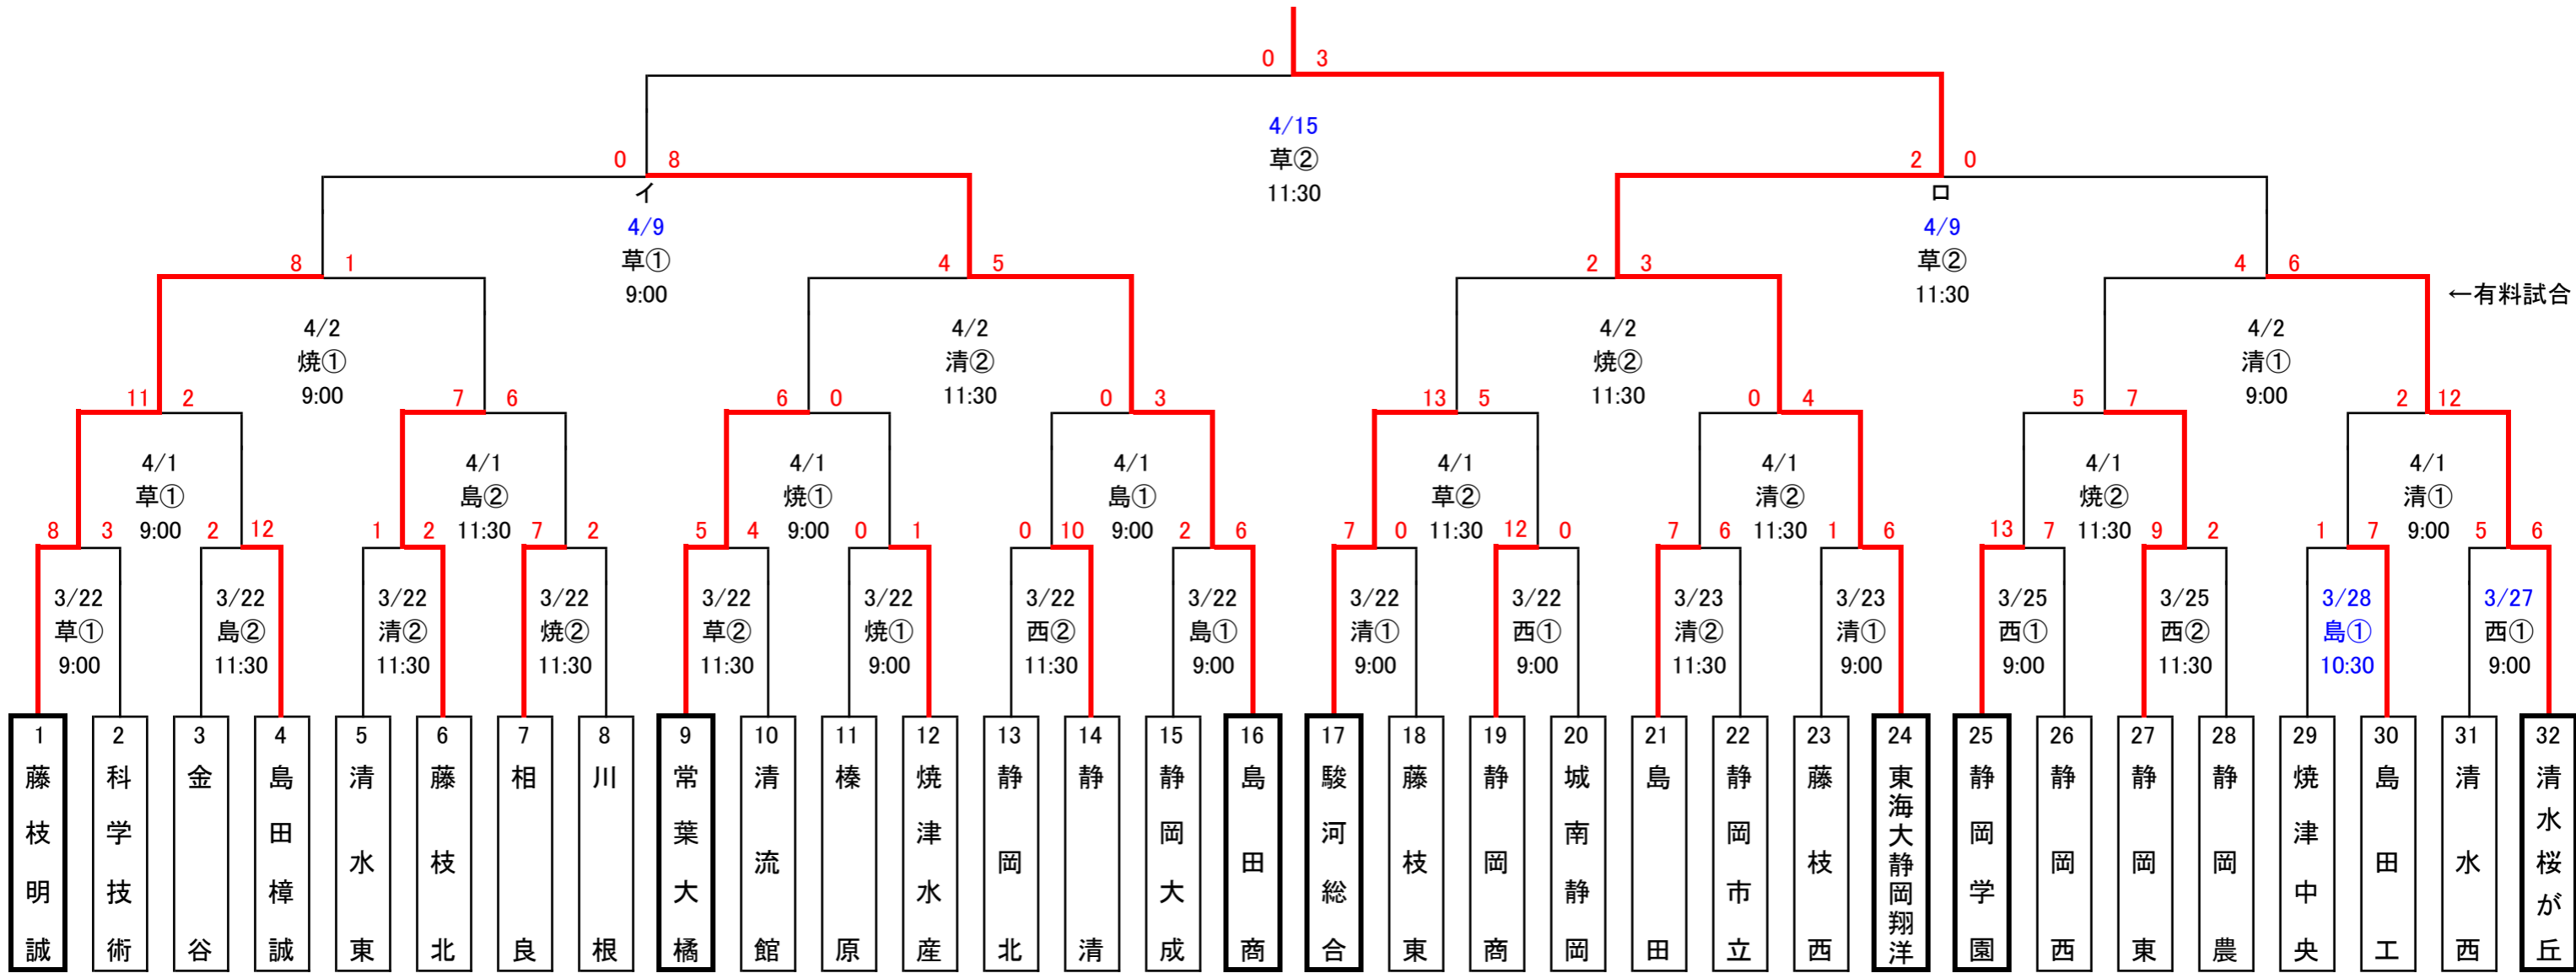 0 3
4/15
草②
11:30
0 8
2 0
イ
4/9
草①
9:00
ロ
4/9
草②
11:30
8 1
4 5
2 3
4 6
←有料試合
4/2
焼①
9:00
4/2
清②
11:30
4/2
焼②
11:30
4/2
清①
9:00
11 2
7 6
6 0
0 3
13 5
0 4
5 7
2 12
4/1
草①
9:00
4/1
島②
11:30
4/1
焼①
9:00
4/1
島①
9:00
4/1
草②
11:30
4/1
清②
11:30
4/1
焼②
11:30
4/1
清①
9:00
8 3
2 12
1 2
7 2
5 4
0 1
0 10
2 6
7 0
12 0
7 6
1 6
13 7
9 2
1 7
5 6
3/22
草①
9:00
3/22
島②
11:30
3/22
清②
11:30
3/22
焼②
11:30
3/22
草②
11:30
3/22
焼①
9:00
3/22
西②
11:30
3/22
島①
9:00
3/22
清①
9:00
3/22
西①
9:00
3/23
清②
11:30
3/23
清①
9:00
3/25
西①
9:00
3/25
西②
11:30
3/28
島①
10:30
3/27
西①
9:00
1
藤枝明誠
2
科学技術
3
金谷
4
島田樟誠
5
清水東
6
藤枝北
7
相良
8
川根
9
常葉大橘
10
清流館
11
榛原
12
焼津水産
13
静岡北
14
静清
15
静岡大成
16
島田商
17
駿河総合
18
藤枝東
19
静岡商
20
城南静岡
21
島田
22
静岡市立
23
藤枝西
24
東海大静岡翔洋
25
静岡学園
26
静岡西
27
静岡東
28
静岡農
29
焼津中央
30
島田工
31
清水西
32
清水桜が丘